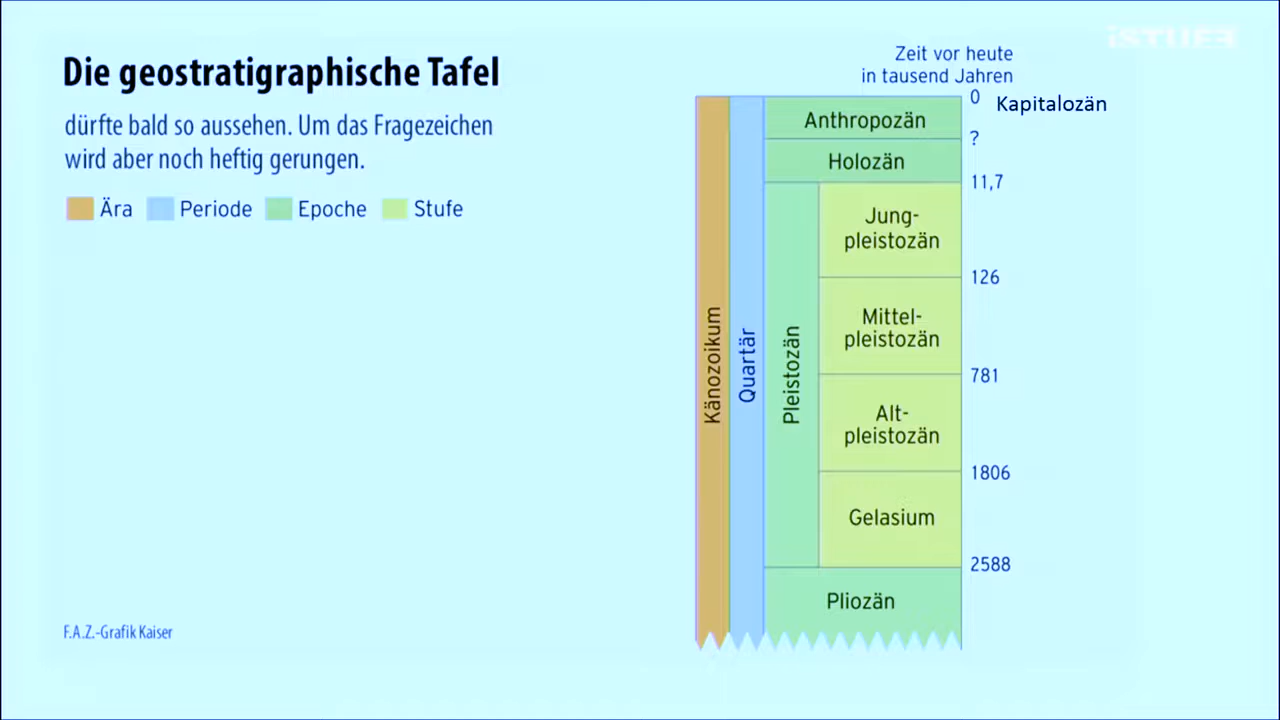 iSTUFE
Die geostratigraphische Tafel
dürfte bald so aussehen. Um das Fragezeichen
wird aber noch heftig gerungen.
Ära Periode Epoche Stufe
Zeit vor heute
in tausend Jahren
0
Kapitalozän
Anthropozän
?
Holozän
11,7
Jung-
pleistozän
126
Mittel-
pleistozän
781
Alt-
pleistozän
1806
Gelasium
2588
Pliozän
Känozoikum
Quartär
Pleistozän
F.A.Z.-Grafik Kaiser